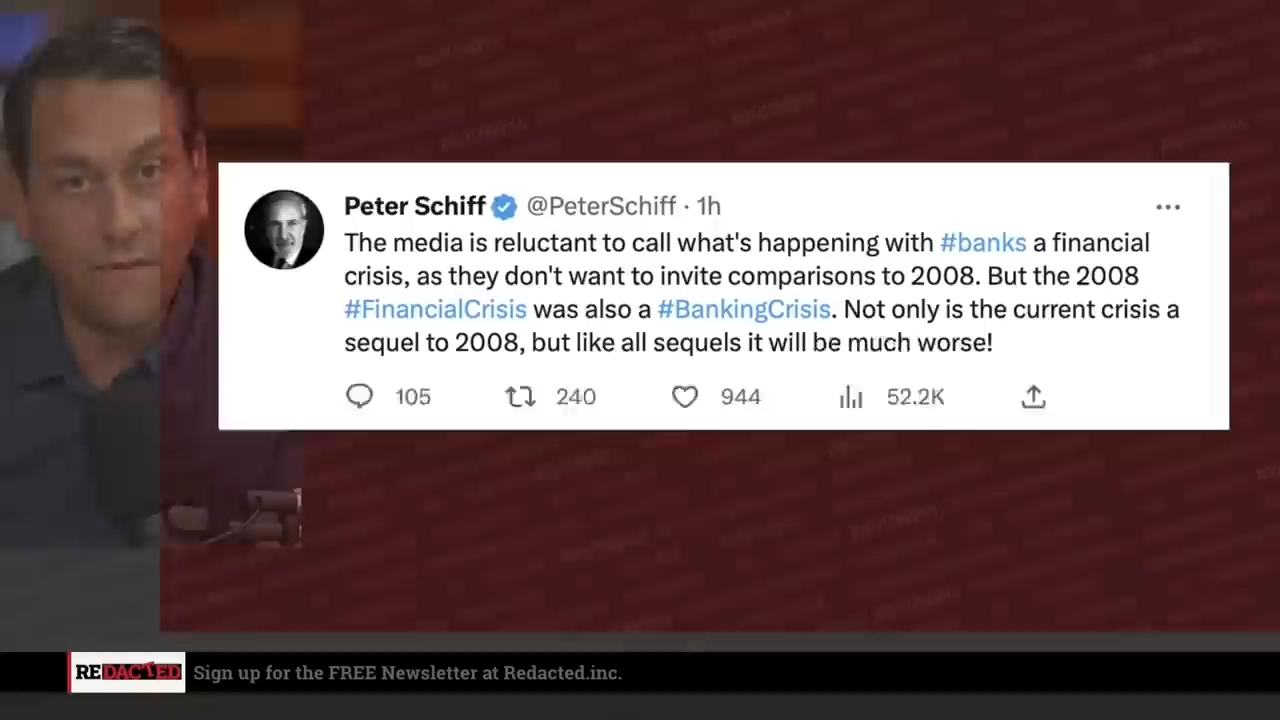 Peter Schiff @PeterSchiff · 1h
The media is reluctant to call what's happening with #banks a financial
crisis, as they don't want to invite comparisons to 2008. But the 2008
#FinancialCrisis was also a #BankingCrisis. Not only is the current crisis a
sequel to 2008, but like all sequels it will be much worse!
105 240 944 52.2K
REDACTED Sign up for the FREE Newsletter at Redacted.inc.